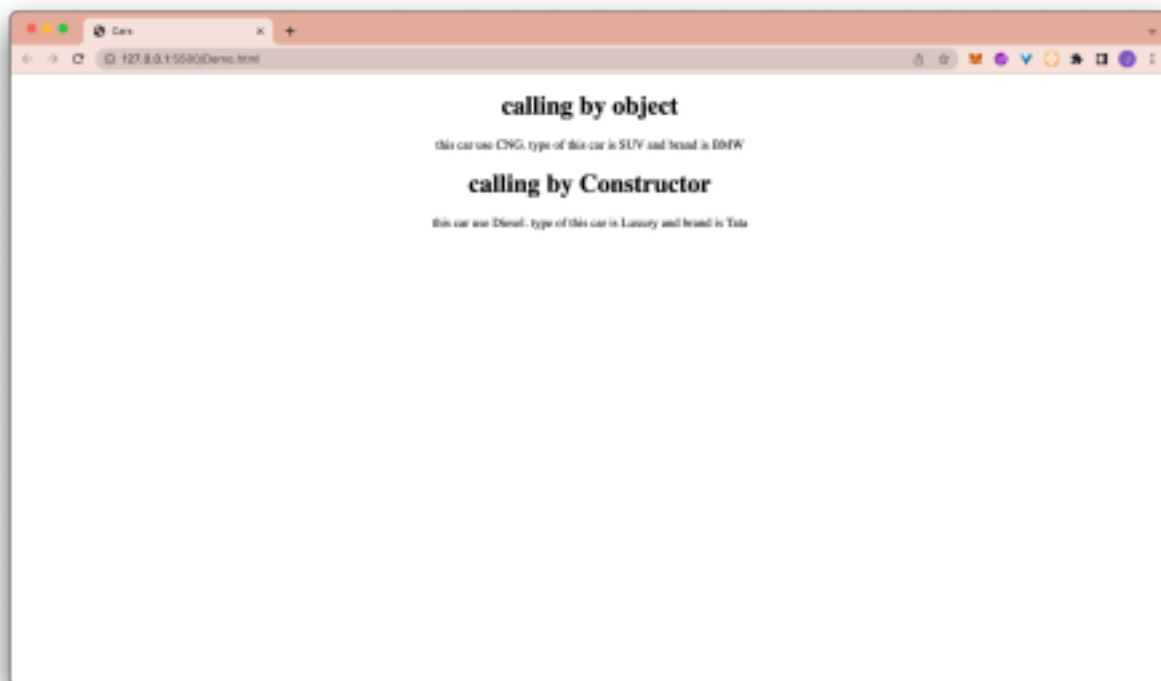 Cars
127.0.0.1:5500/Demo.html
calling by object
this car use CNG. type of this car is SUV and brand is BMW
calling by Constructor
this car use Diesel. type of this car is Luxury and brand is Tata